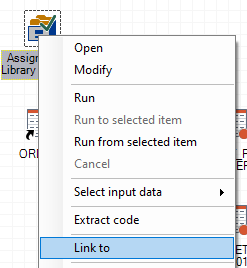 Assign
Library
Open
Modify
Run
Run to selected item
Run from selected item
Cancel
Select input data
Extract code
Link to